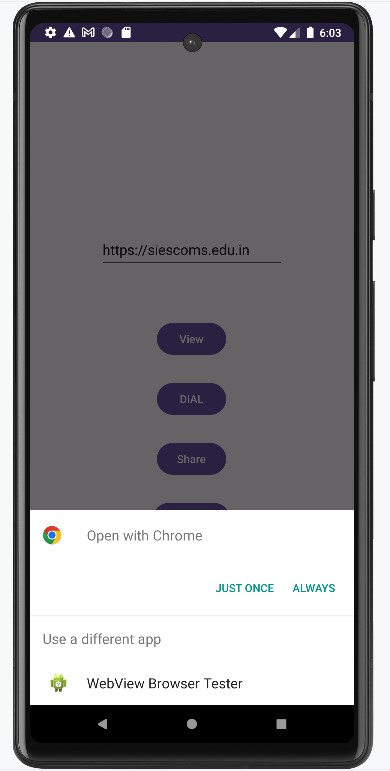 6:03
https://siescoms.edu.in
View
DIAL
Share
Open with Chrome
JUST ONCE ALWAYS
Use a different app
WebView Browser Tester